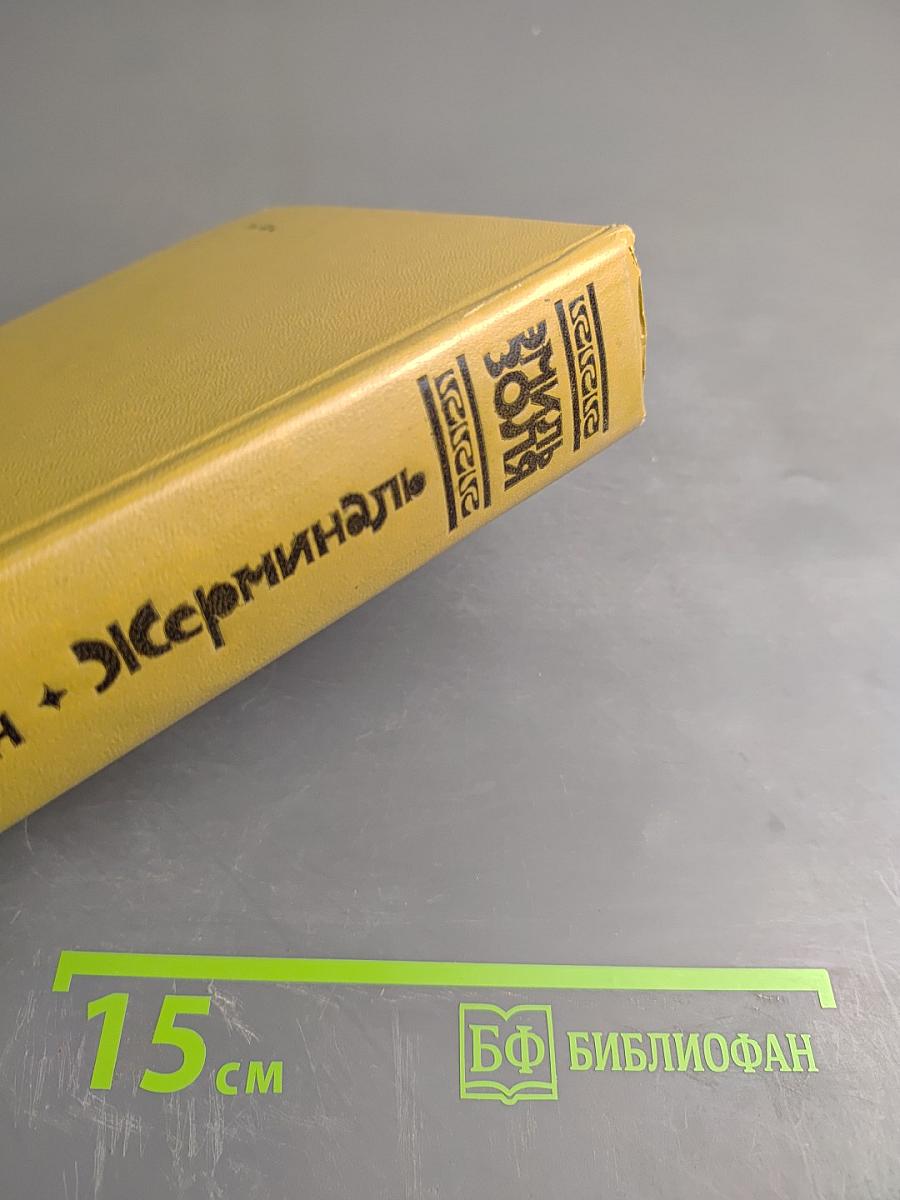 ЭМИЛЬ
ЗОЛЯ
Жерминаль
н ✦
15 см
БФ БИБЛИОФАН